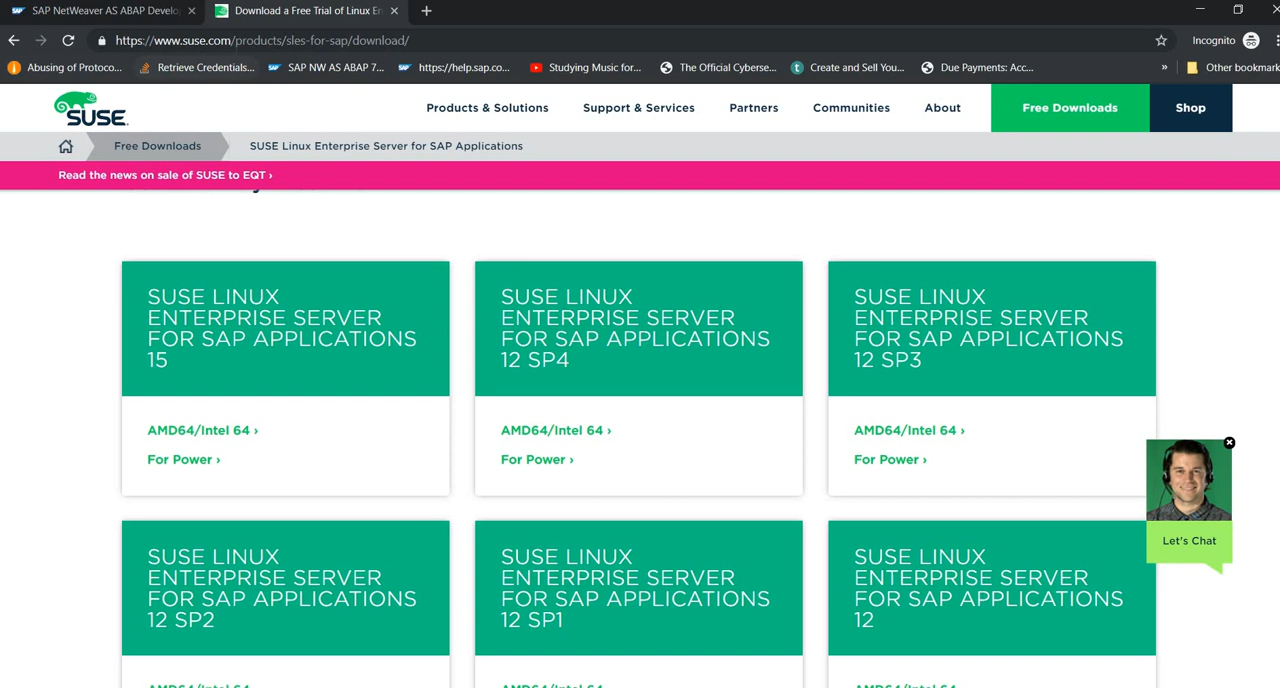 SAP NetWeaver AS ABAP Develo
Download a Free Trial of Linux En
https://www.suse.com/products/sles-for-sap/download/
Incognito
Abusing of Protoco...
Retrieve Credentials...
SAP NW AS ABAP 7...
https://help.sap.co...
Studying Music for...
The Official Cyberse...
Create and Sell You...
Due Payments: Acc...
»
Other bookmark
SUSE
Products & Solutions
Support & Services
Partners
Communities
About
Free Downloads
Shop
Free Downloads
SUSE Linux Enterprise Server for SAP Applications
Read the news on sale of SUSE to EQT ›
SUSE LINUX
ENTERPRISE SERVER
FOR SAP APPLICATIONS
15
AMD64/Intel 64 ›
For Power ›
SUSE LINUX
ENTERPRISE SERVER
FOR SAP APPLICATIONS
12 SP4
AMD64/Intel 64 ›
For Power ›
SUSE LINUX
ENTERPRISE SERVER
FOR SAP APPLICATIONS
12 SP3
AMD64/Intel 64 ›
For Power ›
Let's Chat
SUSE LINUX
ENTERPRISE SERVER
FOR SAP APPLICATIONS
12 SP2
SUSE LINUX
ENTERPRISE SERVER
FOR SAP APPLICATIONS
12 SP1
SUSE LINUX
ENTERPRISE SERVER
FOR SAP APPLICATIONS
12